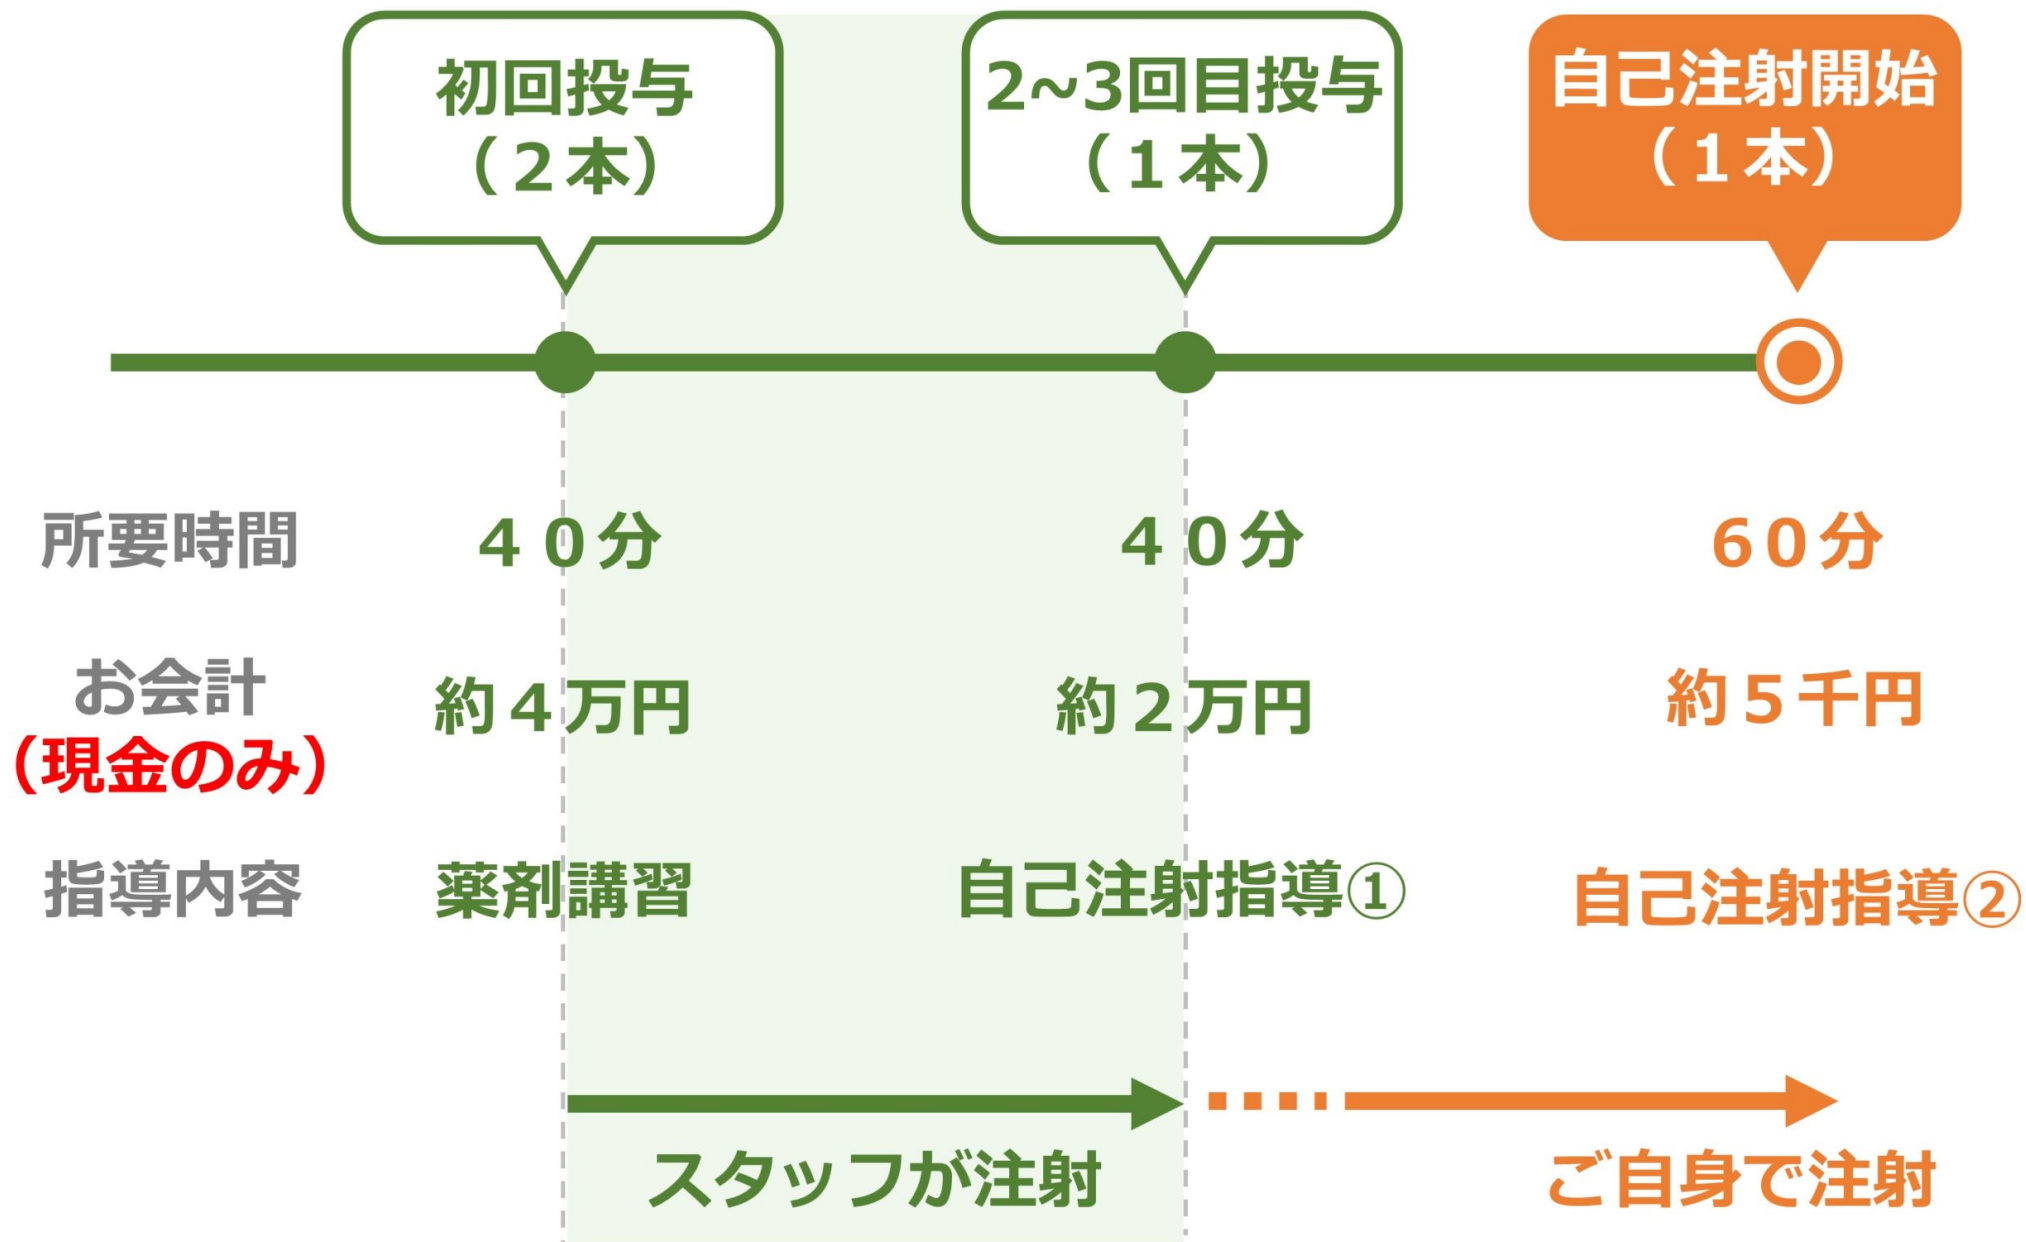 初回投与
（２本）
2~3回目投与
（１本）
自己注射開始
（１本）
所要時間
４０分
４０分
６０分
お会計
（現金のみ）
約４万円
約２万円
約５千円
指導内容
薬剤講習
自己注射指導①
自己注射指導②
スタッフが注射
ご自身で注射